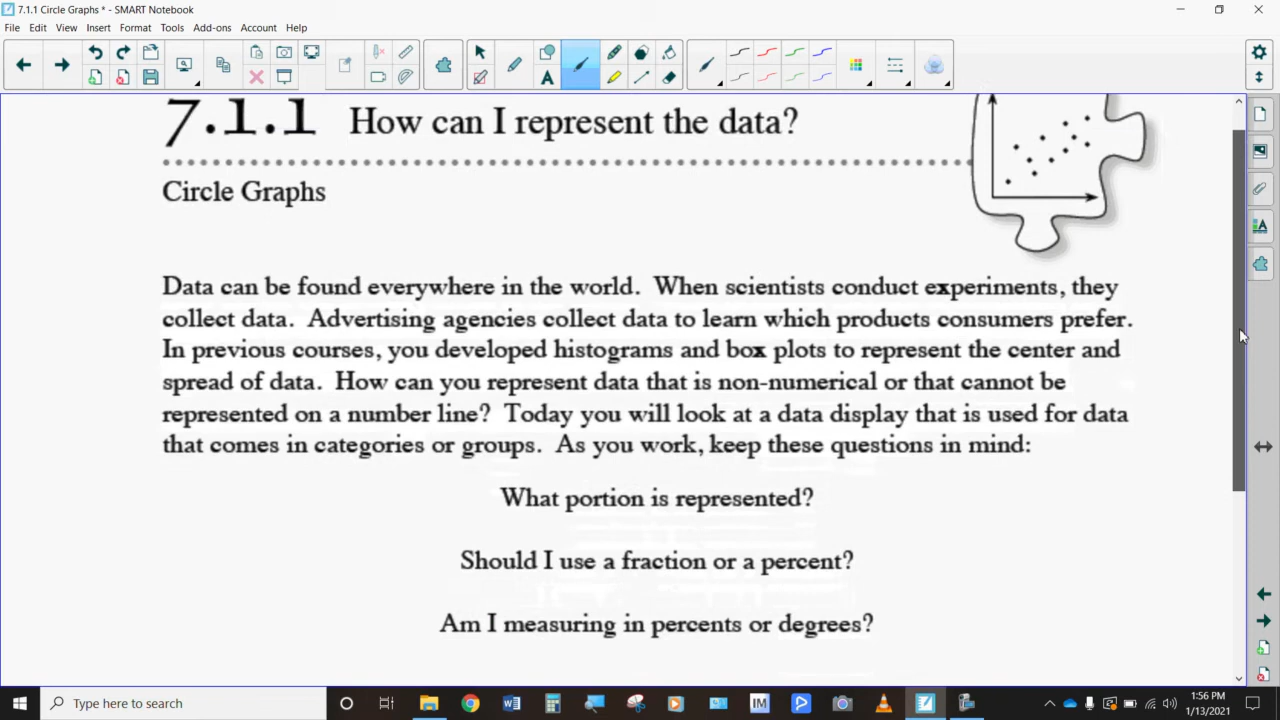 7.1.1 Circle Graphs * - SMART Notebook
File Edit View Insert Format Tools Add-ons Account Help
7.1.1 How can I represent the data?
Circle Graphs
Data can be found everywhere in the world. When scientists conduct experiments, they
collect data. Advertising agencies collect data to learn which products consumers prefer.
In previous courses, you developed histograms and box plots to represent the center and
spread of data. How can you represent data that is non-numerical or that cannot be
represented on a number line? Today you will look at a data display that is used for data
that comes in categories or groups. As you work, keep these questions in mind:
What portion is represented?
Should I use a fraction or a percent?
Am I measuring in percents or degrees?
Type here to search
1:56 PM
1/13/2021